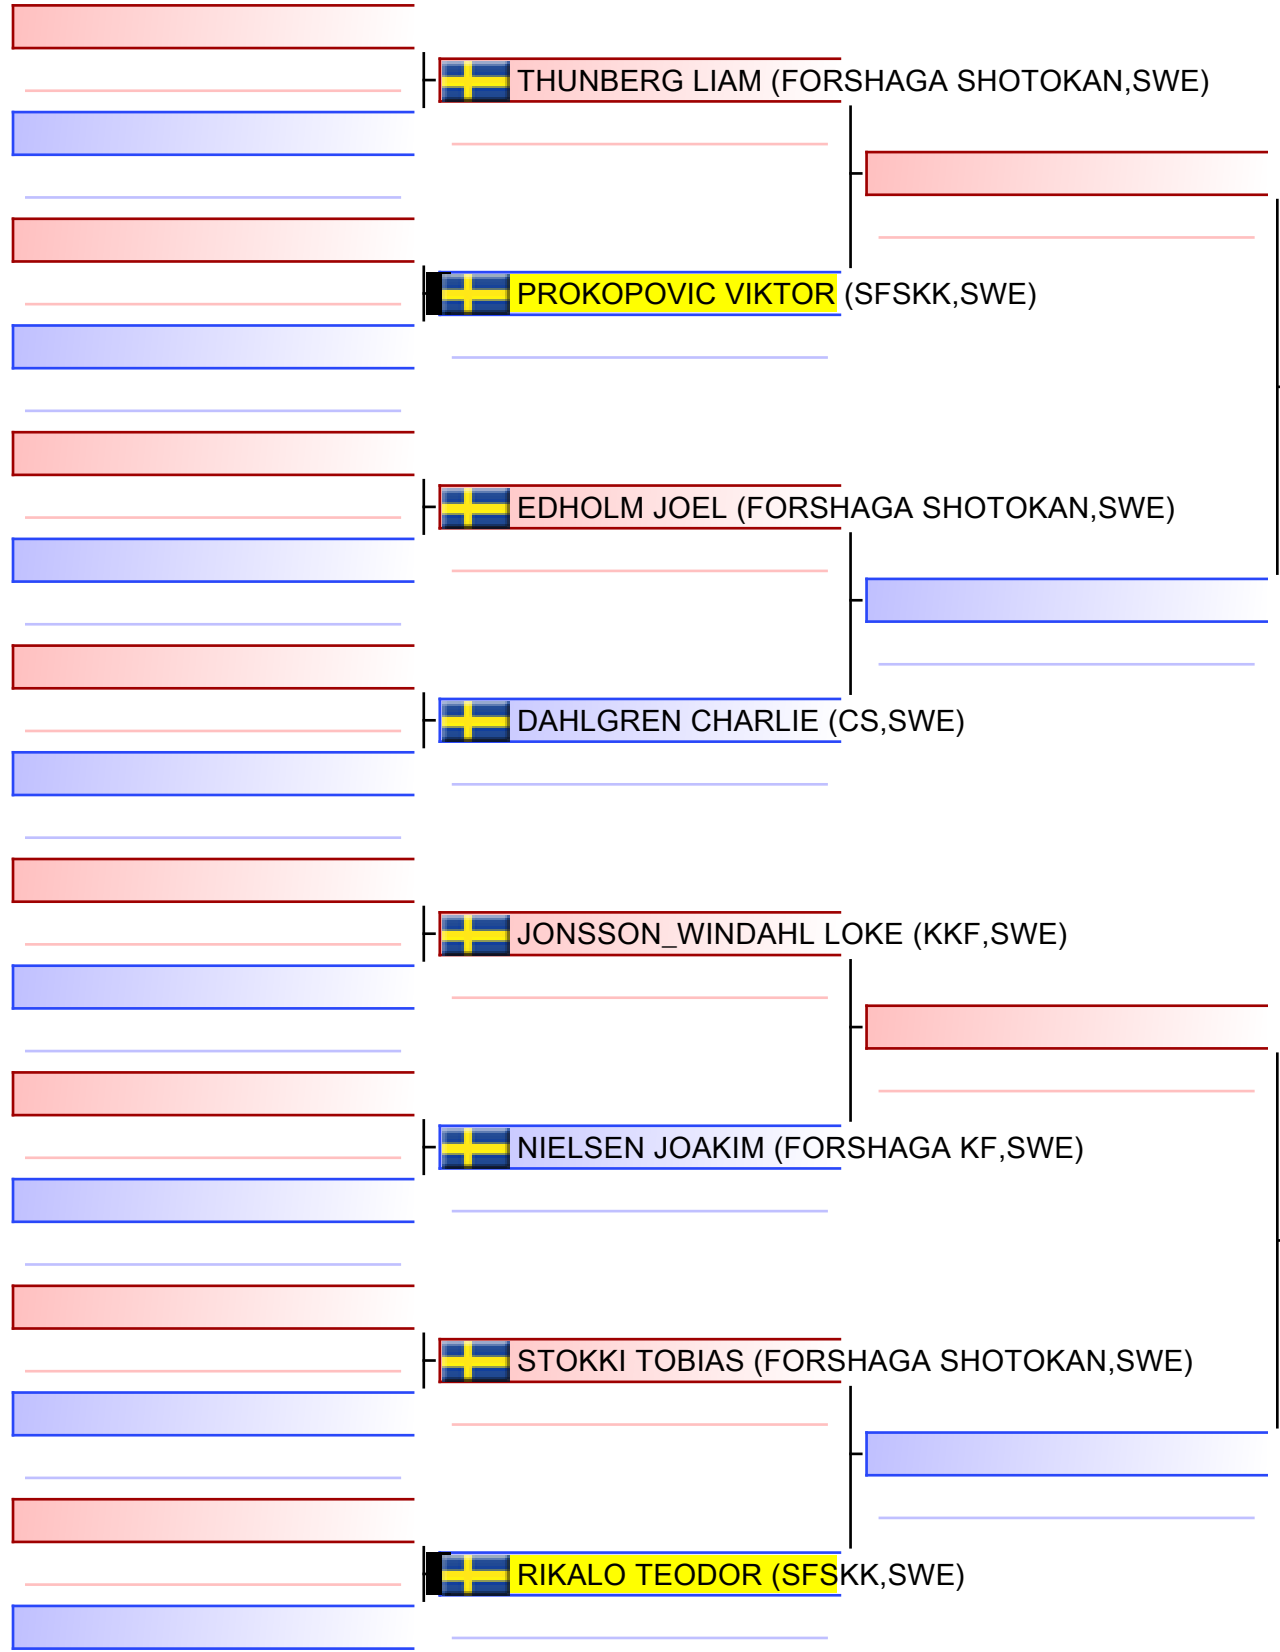 THUNBERG LIAM (FORSHAGA SHOTOKAN,SWE)
PROKOPOVIC VIKTOR (SFSKK,SWE)
EDHOLM JOEL (FORSHAGA SHOTOKAN,SWE)
DAHLGREN CHARLIE (CS,SWE)
JONSSON_WINDAHL LOKE (KKF,SWE)
NIELSEN JOAKIM (FORSHAGA KF,SWE)
STOKKI TOBIAS (FORSHAGA SHOTOKAN,SWE)
RIKALO TEODOR (SFSKK,SWE)